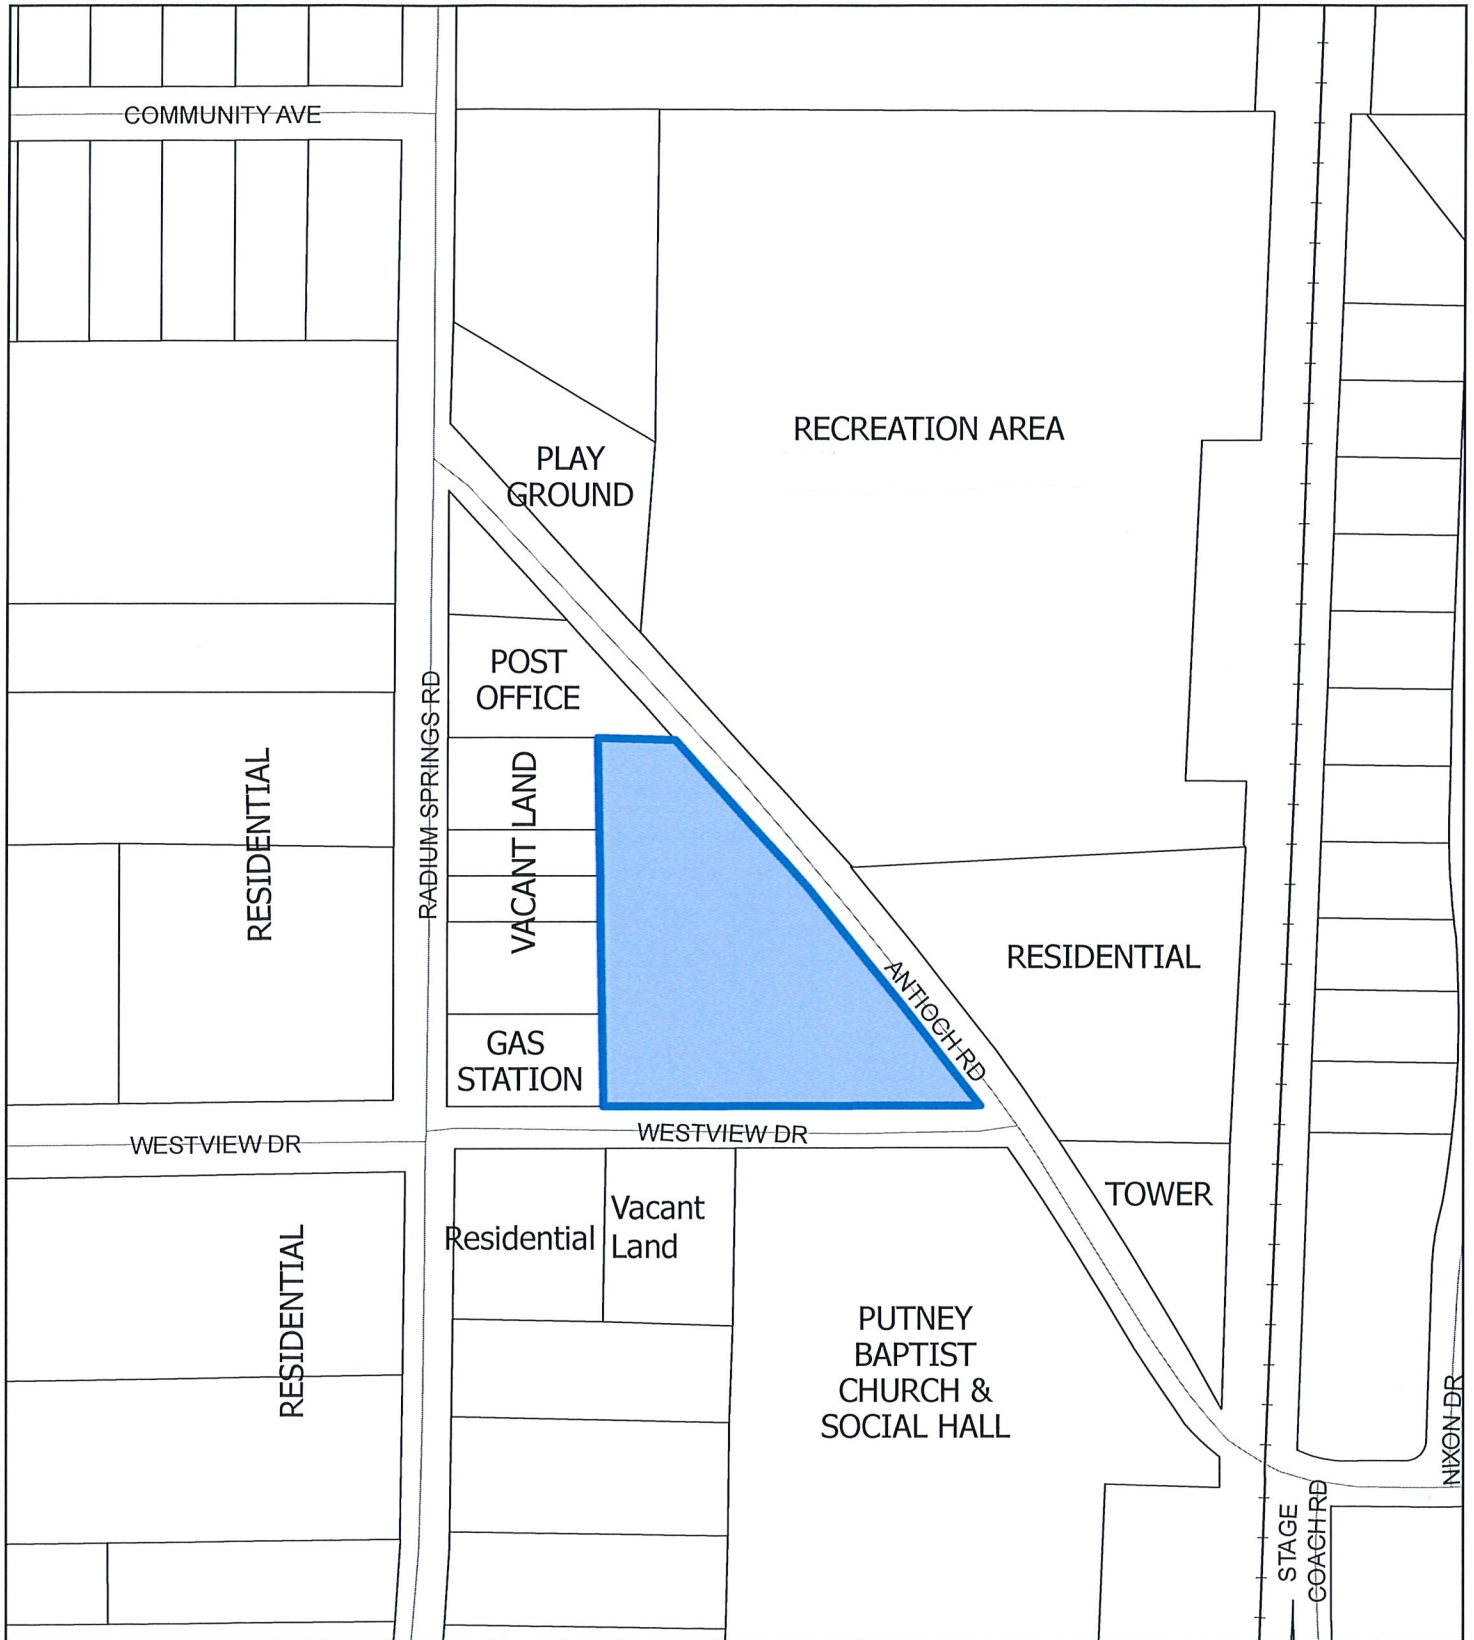 COMMUNITY AVE
RECREATION AREA
PLAY
GROUND
POST
OFFICE
RADIUM SPRINGS RD
VACANT LAND
RESIDENTIAL
RESIDENTIAL
ANTIOCH RD
GAS
STATION
WESTVIEW DR
WESTVIEW DR
TOWER
Residential
Vacant
Land
RESIDENTIAL
PUTNEY
BAPTIST
CHURCH &
SOCIAL HALL
NIXON DR
STAGE
COACH RD